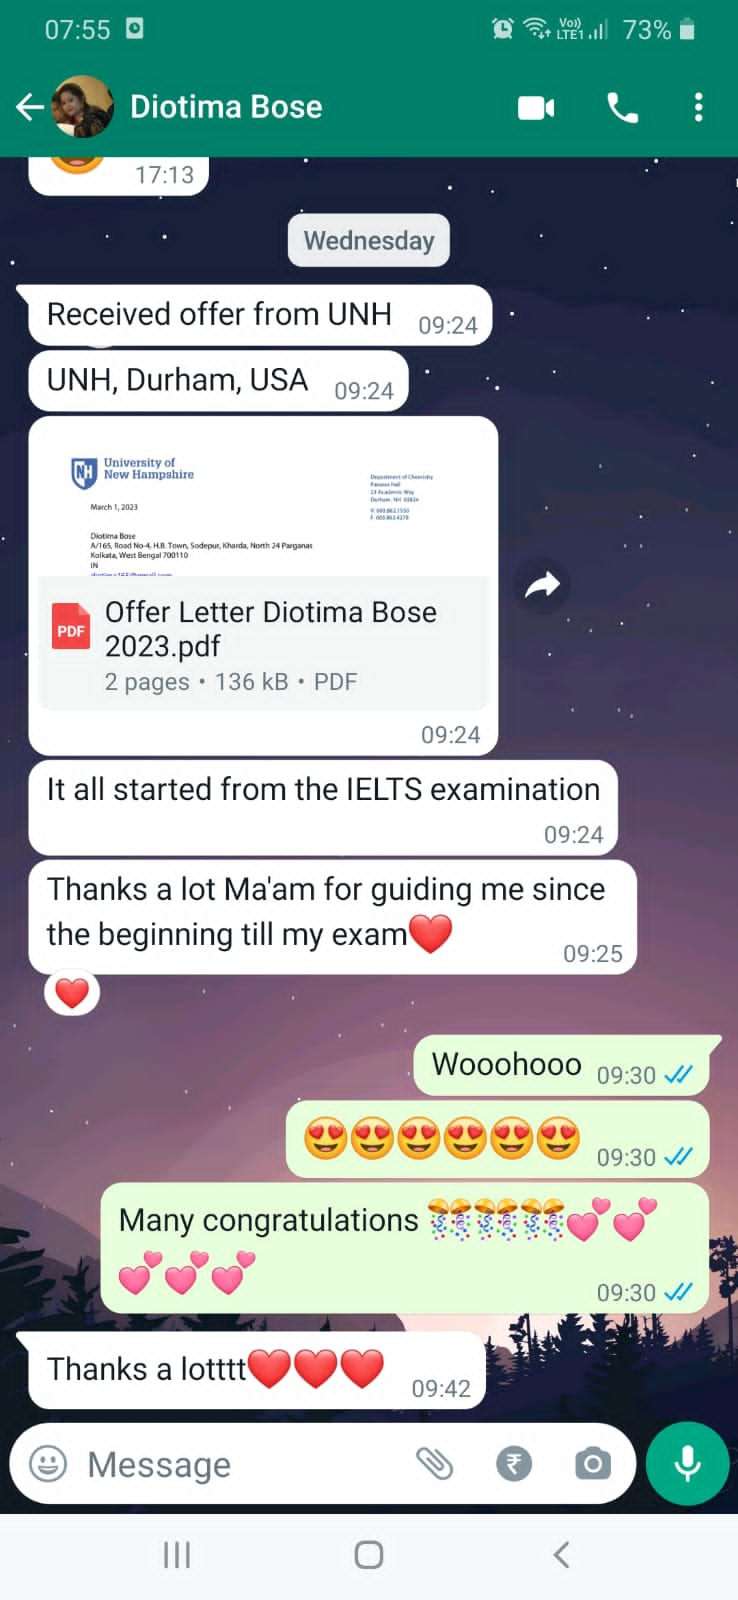 07:55
Vo))
LTE1
73%
Diotima Bose
17:13
Wednesday
Received offer from UNH 09:24
UNH, Durham, USA 09:24
University of
New Hampshire
Department of Chemistry
Parsons Hall
23 Academic Way
Durham, NH 03824
V: 603.862.1550
F: 603.862.4278
March 1, 2023
Diotima Bose
A/165, Road No-4, H.B. Town, Sodepur, Kharda, North 24 Parganas
Kolkata, West Bengal 700110
IN
PDF
Offer Letter Diotima Bose
2023.pdf
2 pages • 136 kB • PDF
09:24
It all started from the IELTS examination
09:24
Thanks a lot Ma'am for guiding me since
the beginning till my exam❤️
09:25
❤️
Wooohooo 09:30
😍😍😍😍😍😍 09:30
Many congratulations 🎊🎊🎊💕💕
💕💕💕
09:30
Thanks a lotttt❤️❤️❤️ 09:42
Message